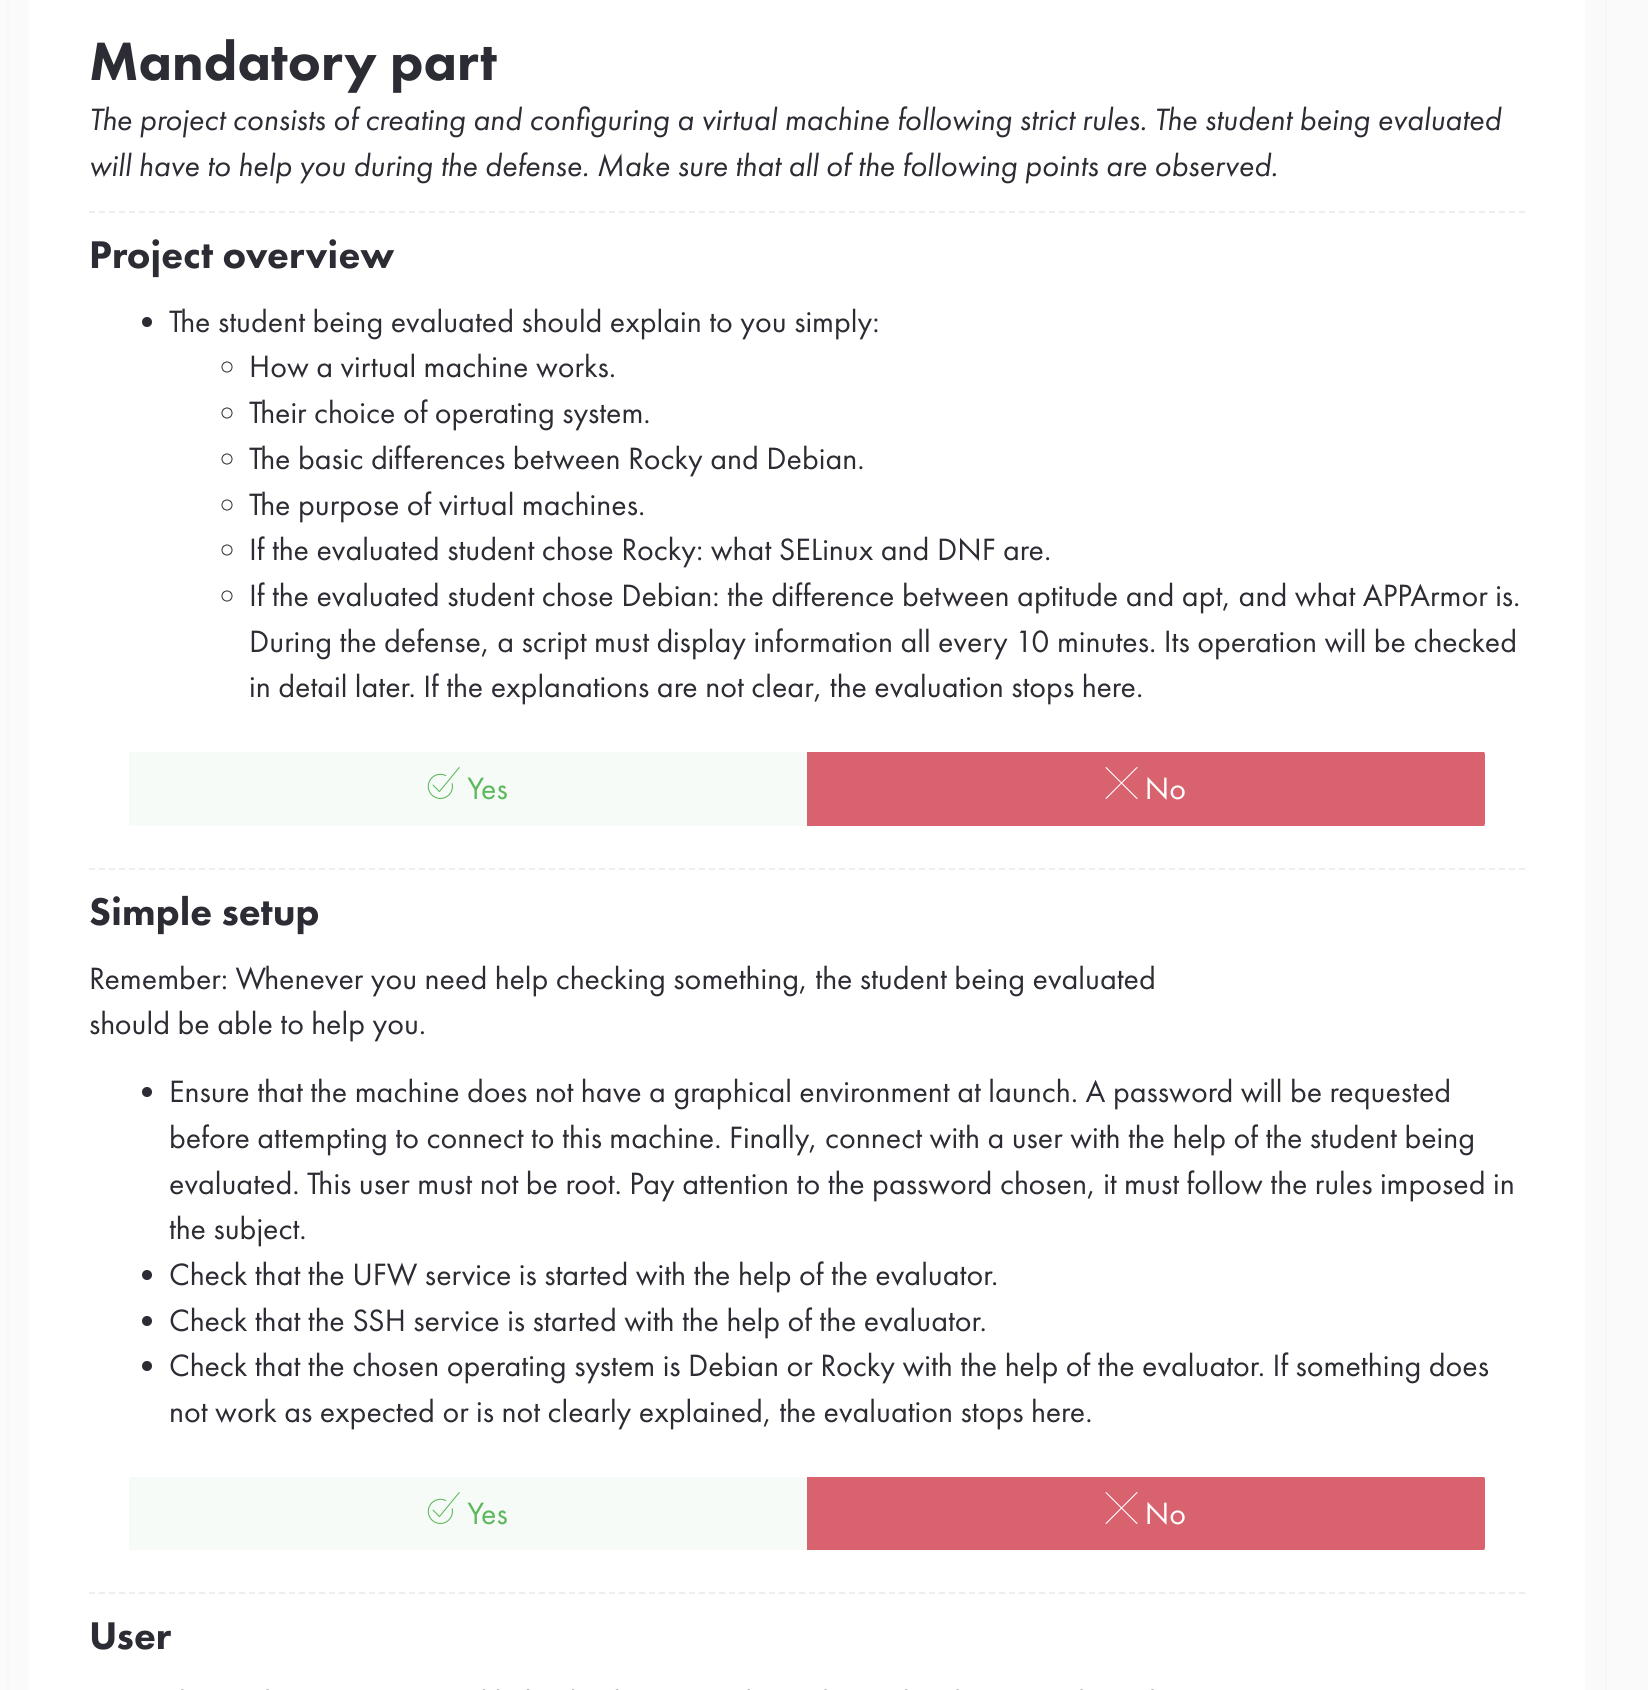 Mandatory part
The project consists of creating and configuring a virtual machine following strict rules. The student being evaluated
will have to help you during the defense. Make sure that all of the following points are observed.
Project overview
• The student being evaluated should explain to you simply:
○ How a virtual machine works.
○ Their choice of operating system.
○ The basic differences between Rocky and Debian.
○ The purpose of virtual machines.
○ If the evaluated student chose Rocky: what SELinux and DNF are.
○ If the evaluated student chose Debian: the difference between aptitude and apt, and what APPArmor is.
During the defense, a script must display information all every 10 minutes. Its operation will be checked
in detail later. If the explanations are not clear, the evaluation stops here.
Yes No
Simple setup
Remember: Whenever you need help checking something, the student being evaluated
should be able to help you.
• Ensure that the machine does not have a graphical environment at launch. A password will be requested
before attempting to connect to this machine. Finally, connect with a user with the help of the student being
evaluated. This user must not be root. Pay attention to the password chosen, it must follow the rules imposed in
the subject.
• Check that the UFW service is started with the help of the evaluator.
• Check that the SSH service is started with the help of the evaluator.
• Check that the chosen operating system is Debian or Rocky with the help of the evaluator. If something does
not work as expected or is not clearly explained, the evaluation stops here.
Yes No
User